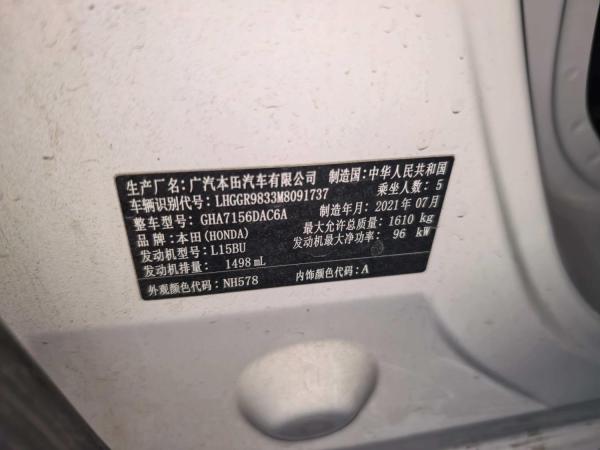 生产厂名：广汽本田汽车有限公司 制造国：中华人民共和国
车辆识别代号：LHGGR9833M8091737 乘坐人数：5
整车型号：GHA7156DAC6A 制造年月：2021年07月
品牌：本田(HONDA) 最大允许总质量：1610 kg
发动机型号：L15BU 发动机最大净功率：96 kW
发动机排量：1498 mL
外观颜色代码：NH578 内饰颜色代码：A